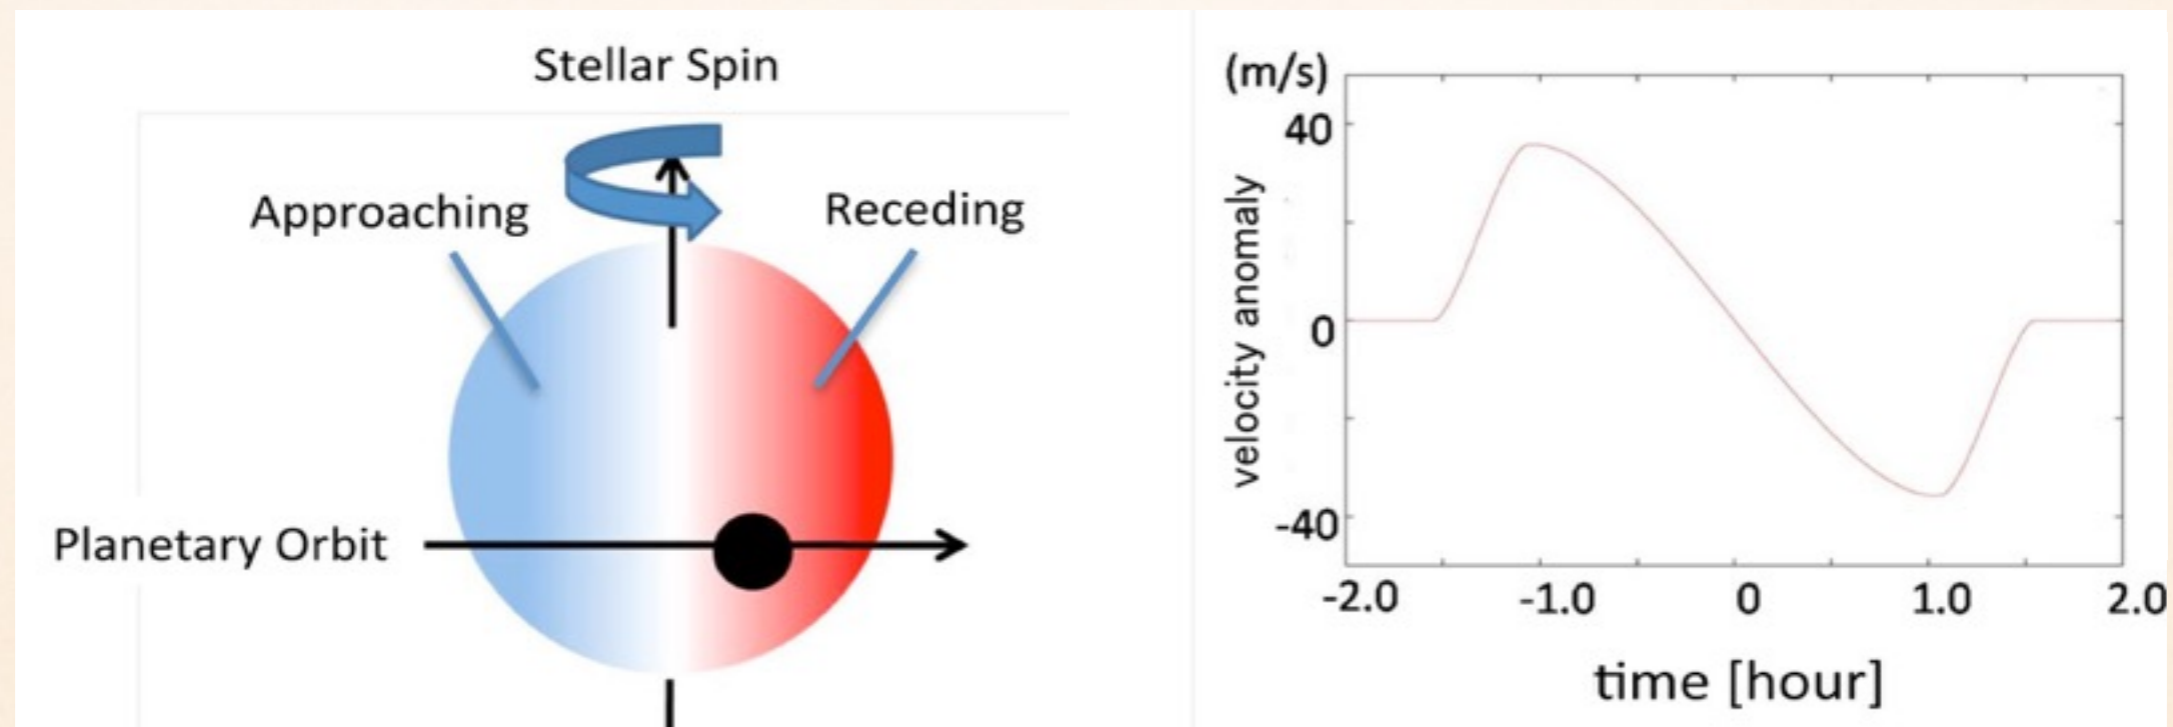 Stellar Spin
Approaching
Receding
Planetary Orbit
(m/s)
40
0
-40
velocity anomaly
-2.0
-1.0
0
1.0
2.0
time [hour]